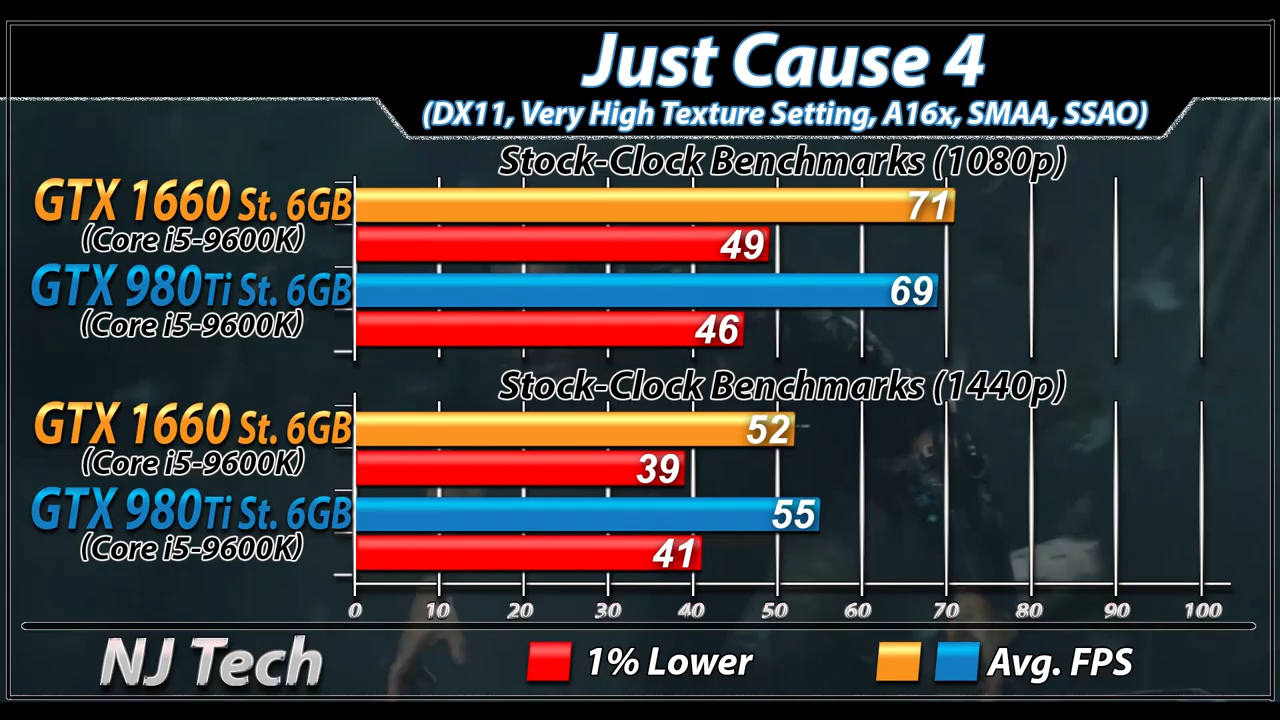 Just Cause 4
(DX11, Very High Texture Setting, A16x, SMAA, SSAO)
Stock-Clock Benchmarks (1080p)
GTX 1660 St. 6GB
71
(Core i5-9600K)
49
GTX 980Ti St. 6GB
69
(Core i5-9600K)
46
Stock-Clock Benchmarks (1440p)
GTX 1660 St. 6GB
52
(Core i5-9600K)
39
GTX 980Ti St. 6GB
55
(Core i5-9600K)
41
0 10 20 30 40 50 60 70 80 90 100
NJ Tech 1% Lower Avg. FPS